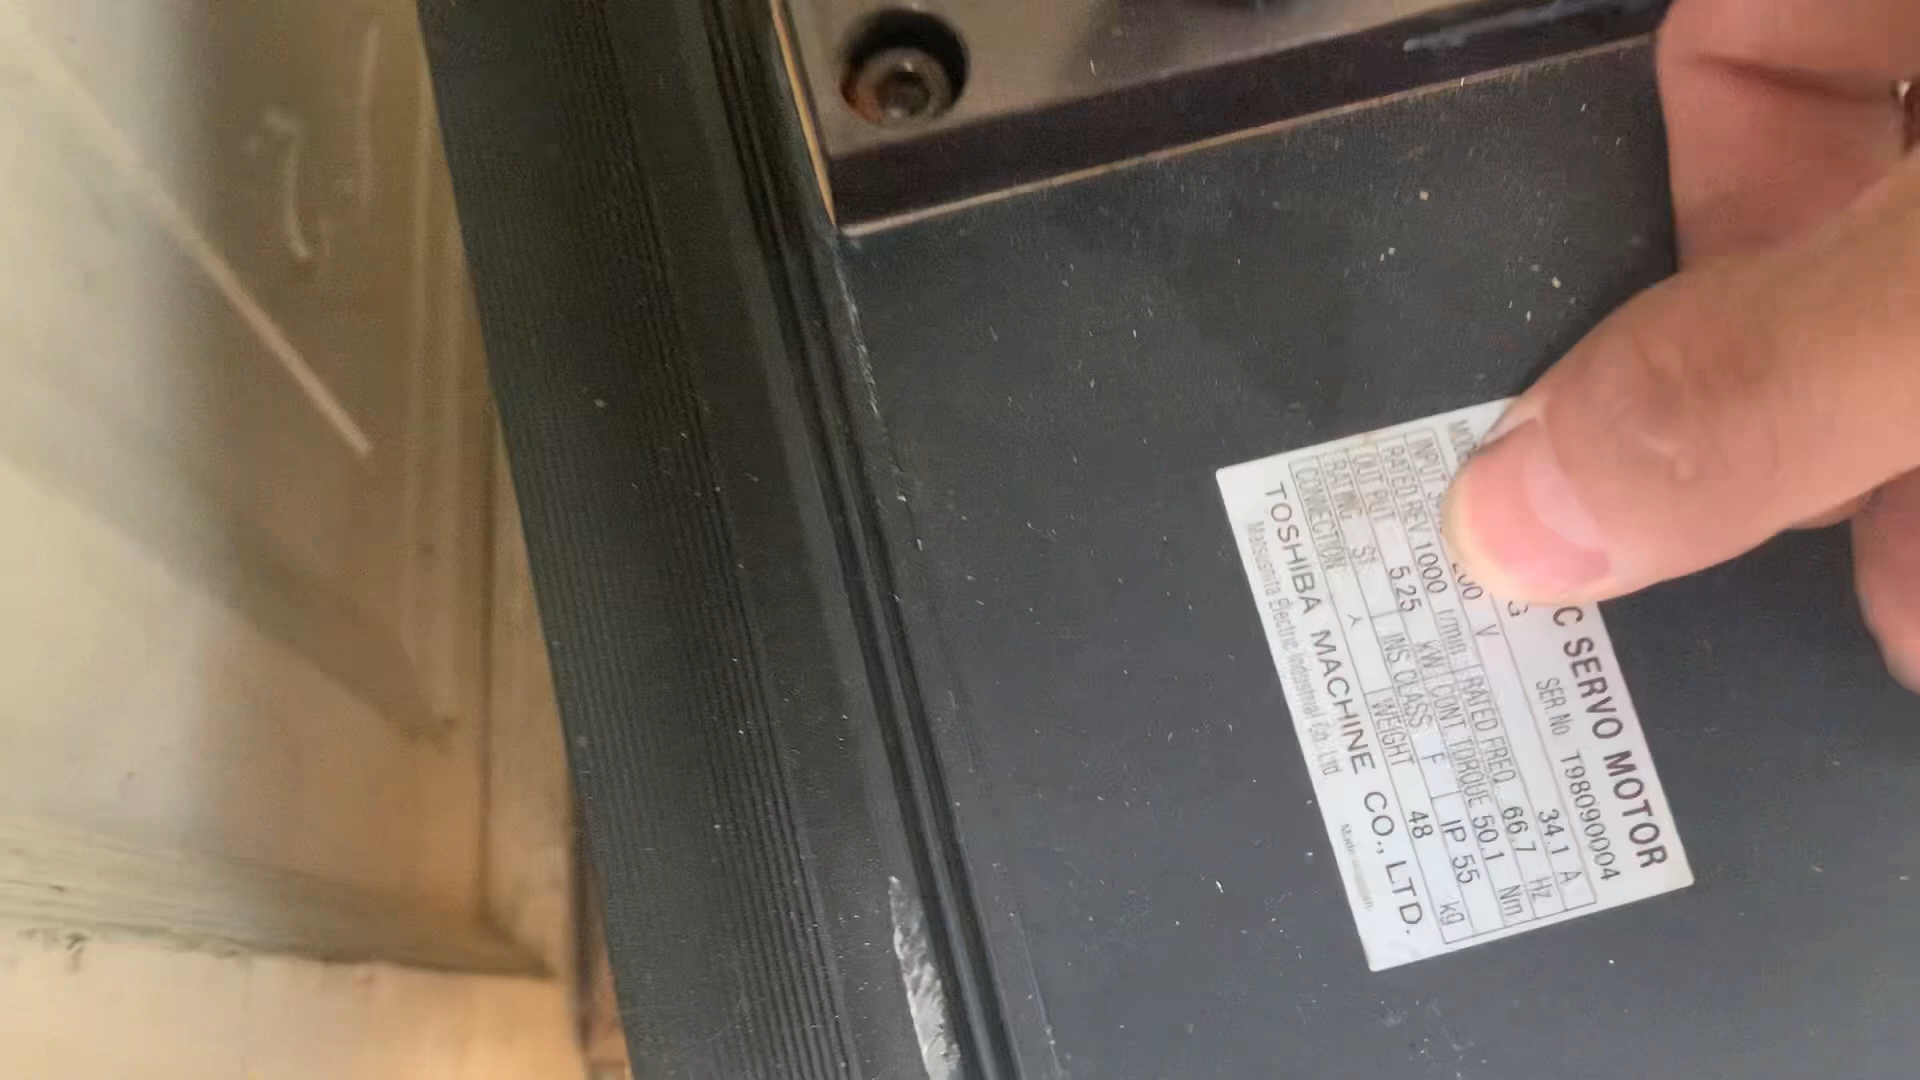 C SERVO MOTOR
G SER No T98090004
200 V 34.1 A
RATED REV 1000 r/min RATED FREQ 66.7 Hz
OUTPUT 5.25 kW CONT TORQUE 50.1 Nm
RATING S1 INS CLASS F IP 55
CONNECTION 人 WEIGHT 48 kg
TOSHIBA MACHINE CO., LTD.
Matsushita Electric Industrial Co., Ltd